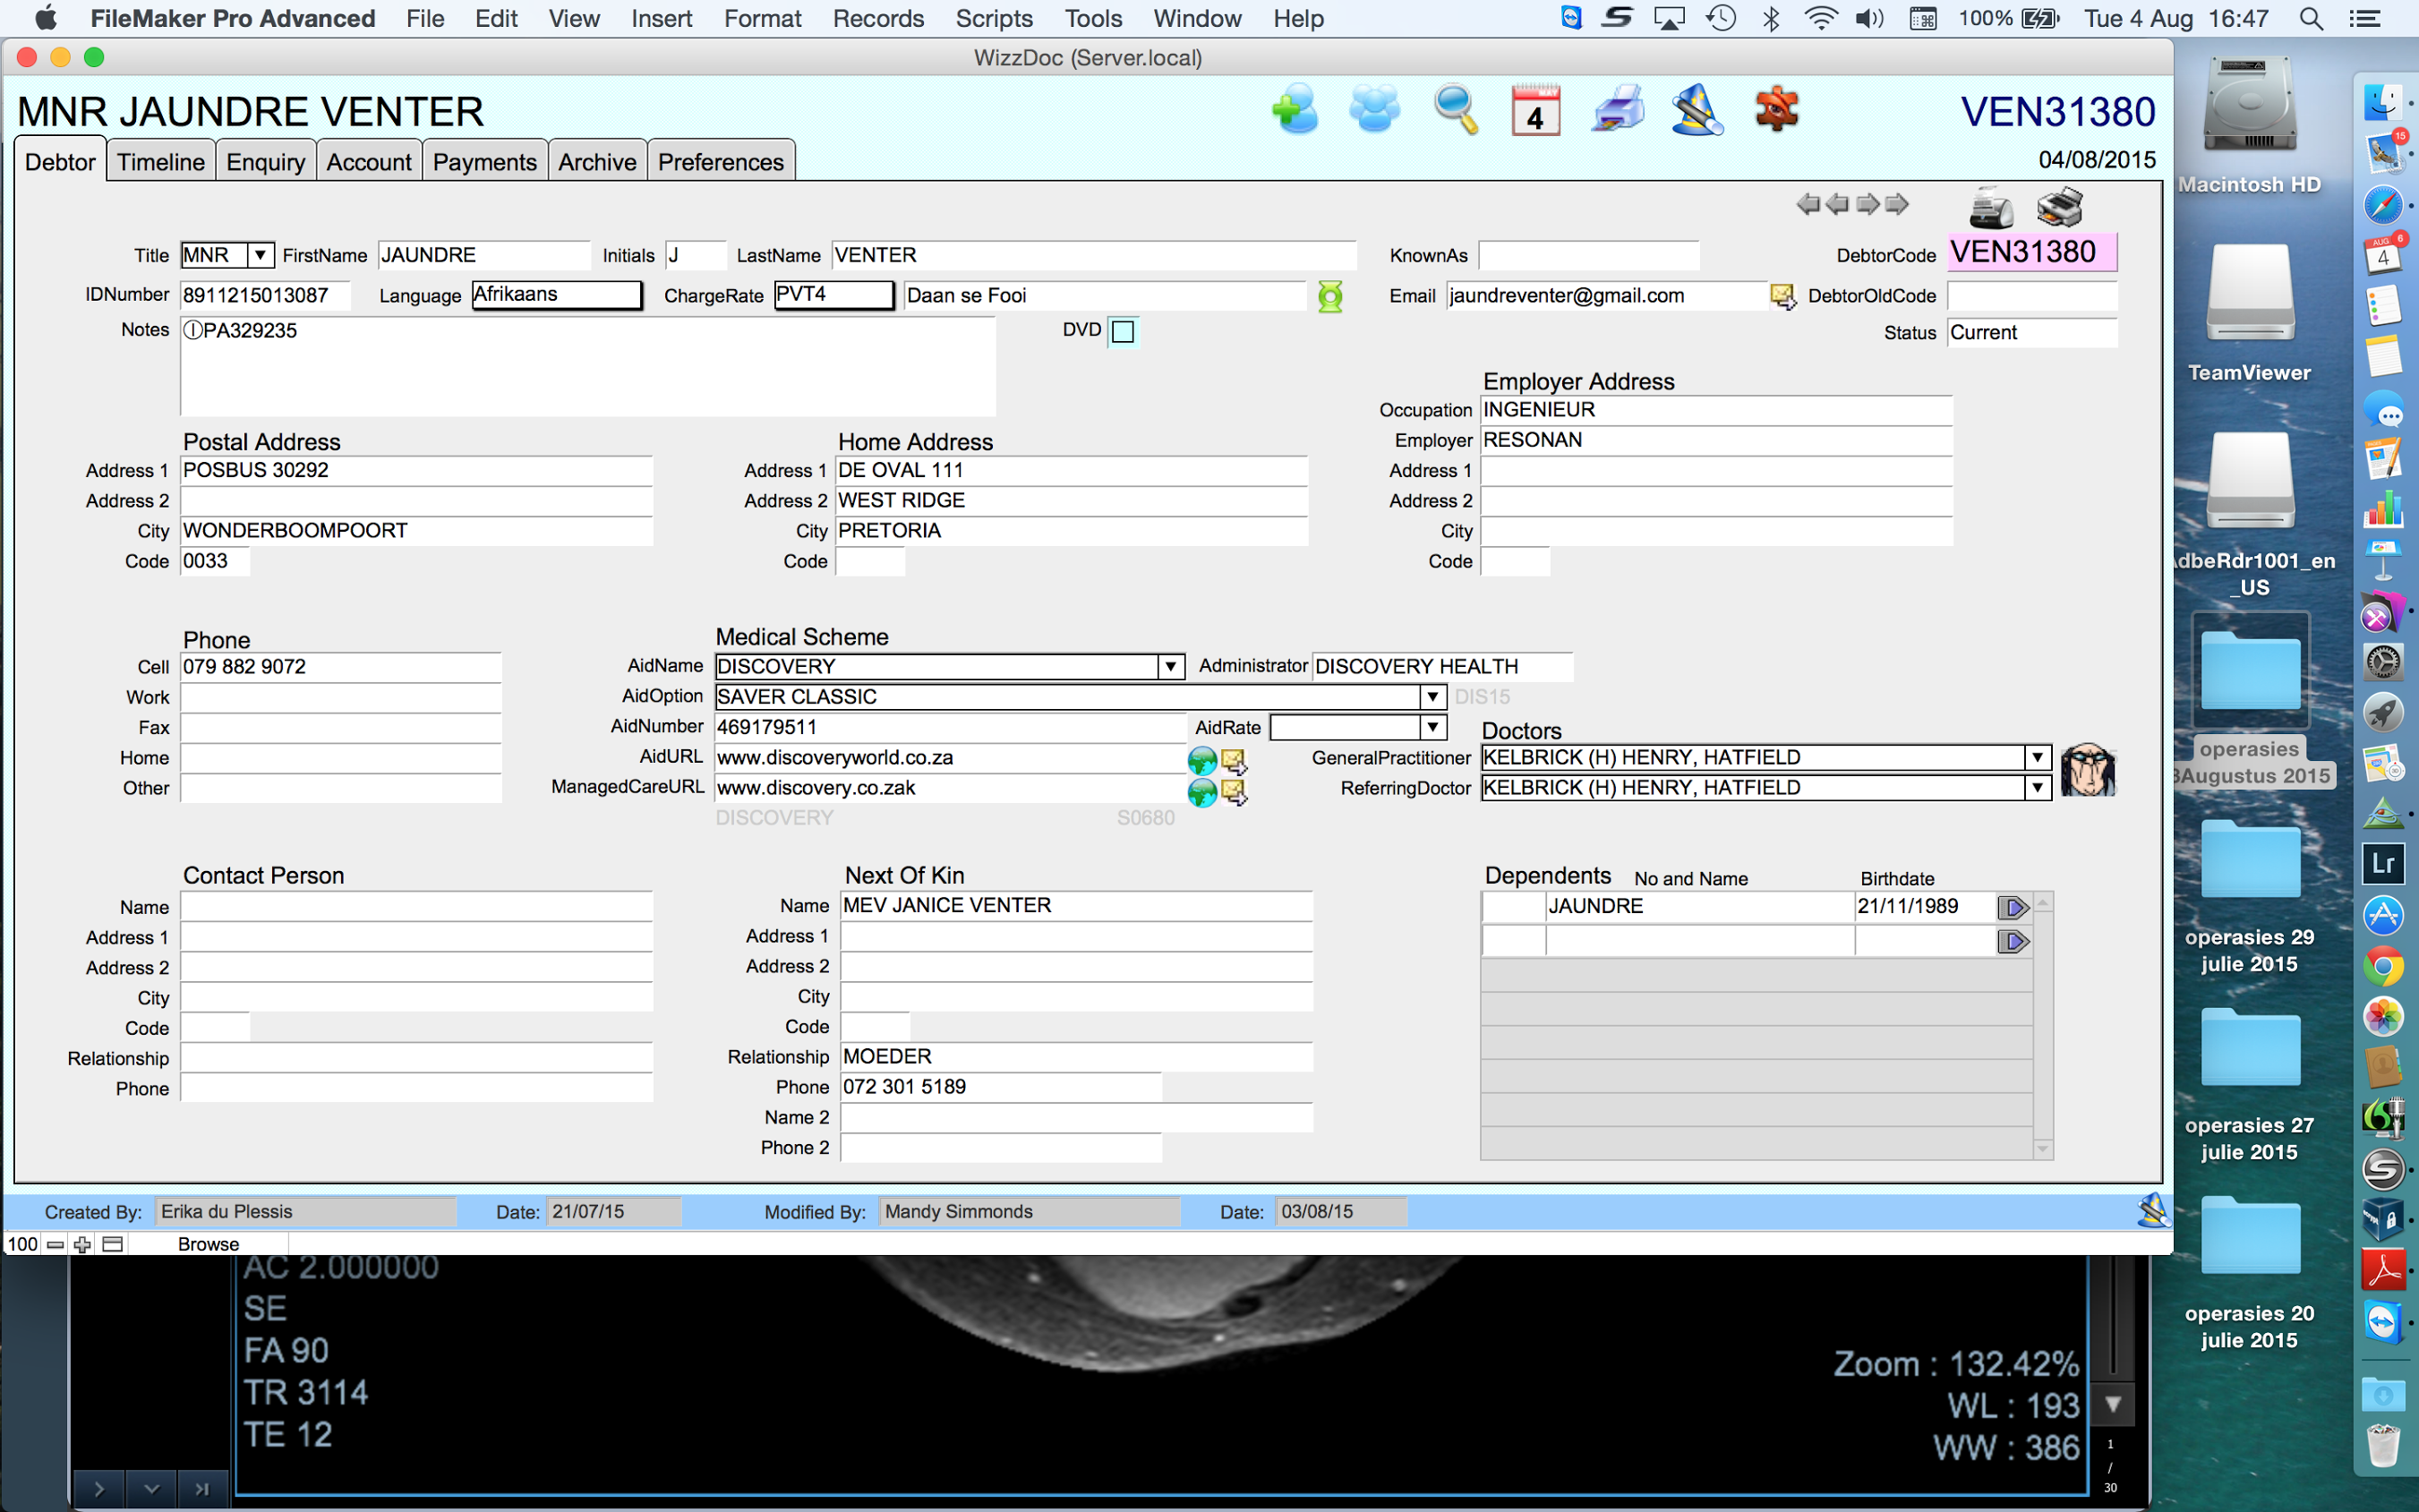 FileMaker Pro Advanced File Edit View Insert Format Records Scripts Tools Window Help 100% Tue 4 Aug 16:47
WizzDoc (Server.local)
MNR JAUNDRE VENTER 4 VEN31380
Debtor Timeline Enquiry Account Payments Archive Preferences 04/08/2015
Title MNR FirstName JAUNDRE Initials J LastName VENTER KnownAs DebtorCode VEN31380
IDNumber 8911215013087 Language Afrikaans ChargeRate PVT4 Daan se Fooi Email jaundreventer@gmail.com DebtorOldCode
Notes ⒾPA329235 DVD Status Current
Employer Address
Occupation INGENIEUR
Employer RESONAN
Address 1
Address 2
City
Code
Postal Address
Address 1 POSBUS 30292
Address 2
City WONDERBOOMPOORT
Code 0033
Home Address
Address 1 DE OVAL 111
Address 2 WEST RIDGE
City PRETORIA
Code
Phone
Cell 079 882 9072
Work
Fax
Home
Other
Medical Scheme
AidName DISCOVERY Administrator DISCOVERY HEALTH
AidOption SAVER CLASSIC DIS15
AidNumber 469179511 AidRate
AidURL www.discoveryworld.co.za
ManagedCareURL www.discovery.co.zak
DISCOVERY S0680
Doctors
GeneralPractitioner KELBRICK (H) HENRY, HATFIELD
ReferringDoctor KELBRICK (H) HENRY, HATFIELD
Contact Person
Name
Address 1
Address 2
City
Code
Relationship
Phone
Next Of Kin
Name MEV JANICE VENTER
Address 1
Address 2
City
Code
Relationship MOEDER
Phone 072 301 5189
Name 2
Phone 2
Dependents No and Name Birthdate
JAUNDRE 21/11/1989
Created By: Erika du Plessis Date: 21/07/15 Modified By: Mandy Simmonds Date: 03/08/15
100 Browse
AC 2.000000
SE
FA 90
TR 3114
TE 12
Zoom : 132.42%
WL : 193
WW : 386
1
/
30
Macintosh HD
TeamViewer
dbeRdr1001_en
_US
operasies
3Augustus 2015
operasies 29
julie 2015
operasies 27
julie 2015
operasies 20
julie 2015
15
AUG 6
4
Lr